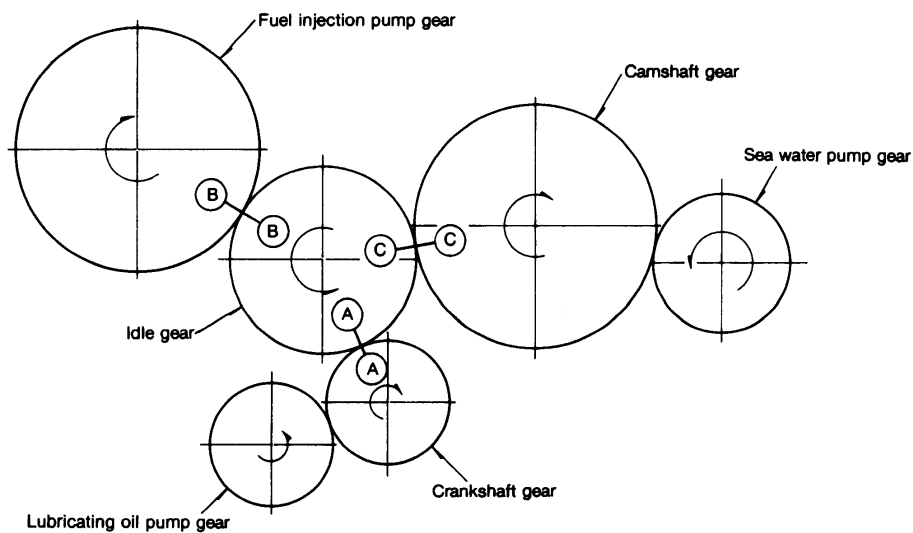 Fuel injection pump gear
Camshaft gear
Sea water pump gear
B
B
C
C
A
Idle gear
A
Crankshaft gear
Lubricating oil pump gear